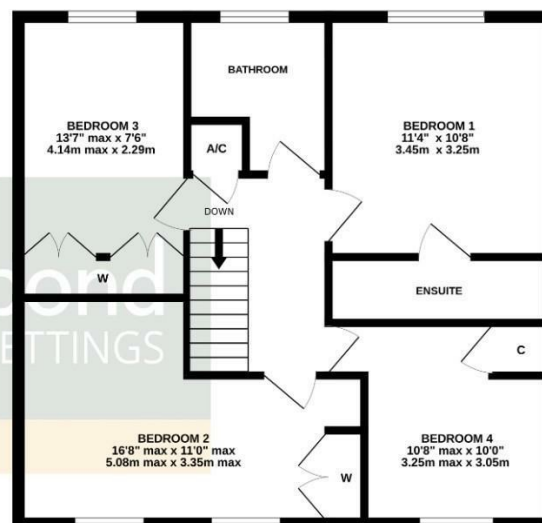 BATHROOM
BEDROOM 3
13'7" max x 7'6"
4.14m max x 2.29m
BEDROOM 1
11'4" x 10'8"
3.45m x 3.25m
A/C
DOWN
W
ENSUITE
ETTINGS
C
BEDROOM 2
16'8" max x 11'0" max
5.08m max x 3.35m max
W
BEDROOM 4
10'8" max x 10'0"
3.25m max x 3.05m